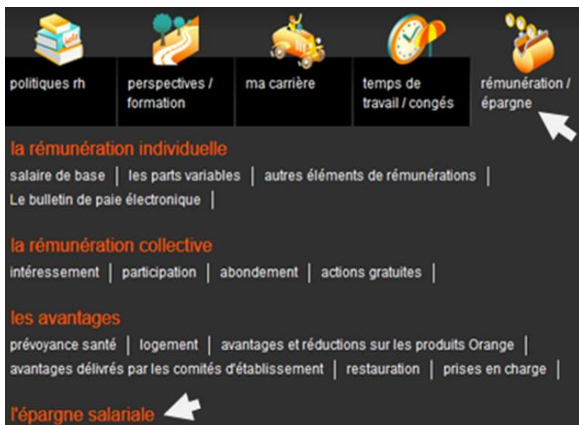 politiques rh
perspectives / formation
ma carrière
temps de travail / congés
rémunération / épargne
la rémunération individuelle
salaire de base | les parts variables | autres éléments de rémunérations |
Le bulletin de paie électronique |
la rémunération collective
intéressement | participation | abondement | actions gratuites |
les avantages
prévoyance santé | logement | avantages et réductions sur les produits Orange |
avantages délivrés par les comités d'établissement | restauration | prises en charge |
l'épargne salariale